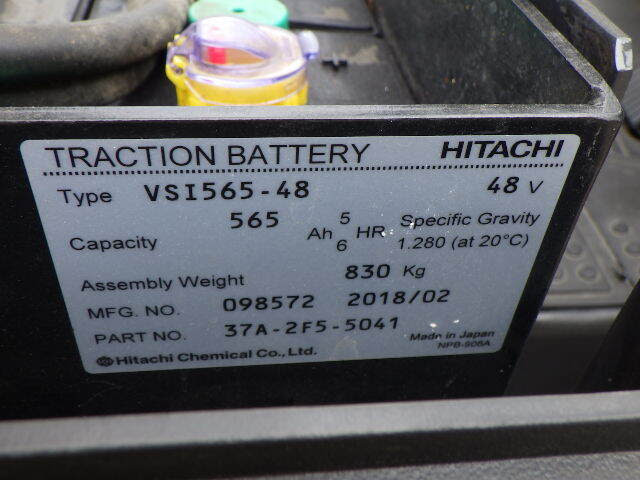 TRACTION BATTERY HITACHI
Type VSI565-48 48 V
Capacity 565 Ah 5 6 HR Specific Gravity
1.280 (at 20°C)
Assembly Weight 830 Kg
MFG. NO. 098572 2018/02
PART NO. 37A-2F5-5041 Made in Japan
Hitachi Chemical Co., Ltd. NPB-905A